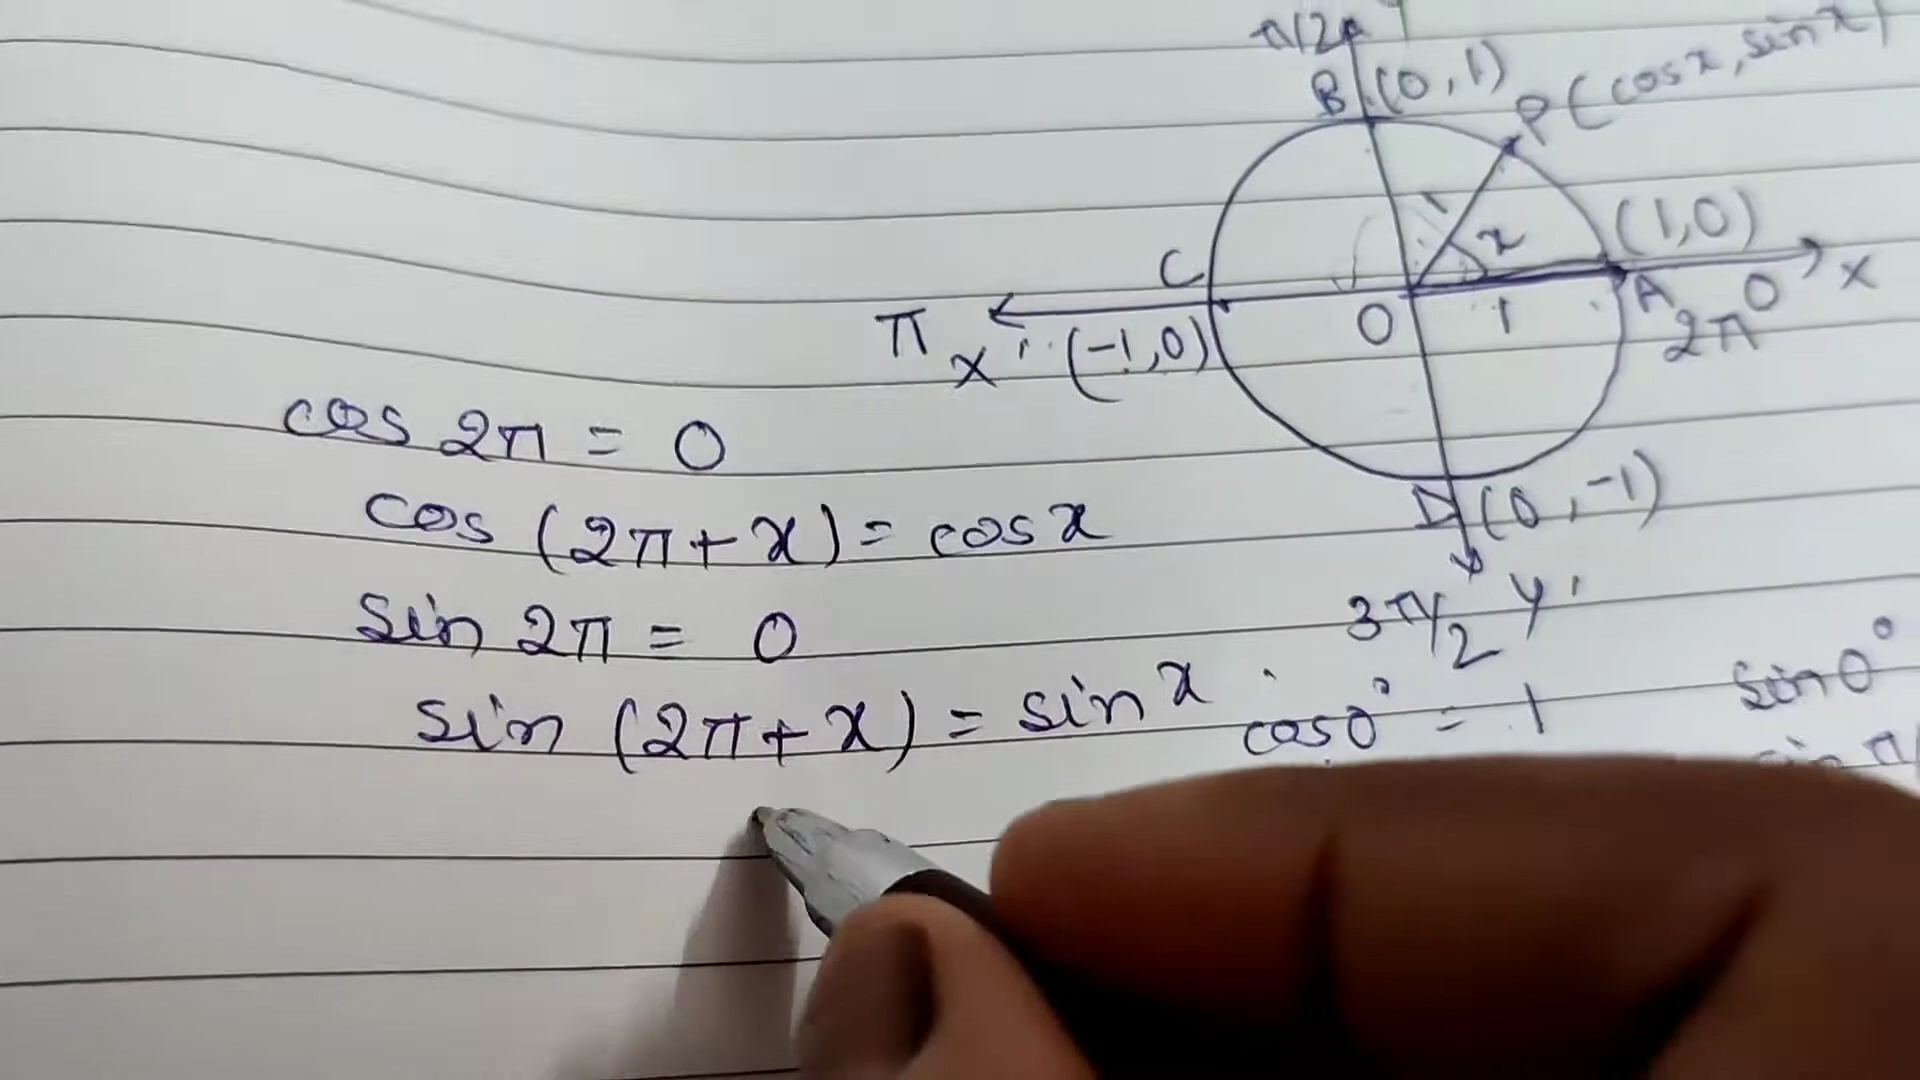 π/2
B (0, 1)
P (cos x, sin x)
(1, 0)
C
x
A
0
x
π
x'
(-1, 0)
O
1
2π
cos 2π = 0
D (0, -1)
cos (2π + x) = cos x
3π/2 y'
sin 2π = 0
sin 0°
sin (2π + x) = sin x
cos 0° = 1
sin π/